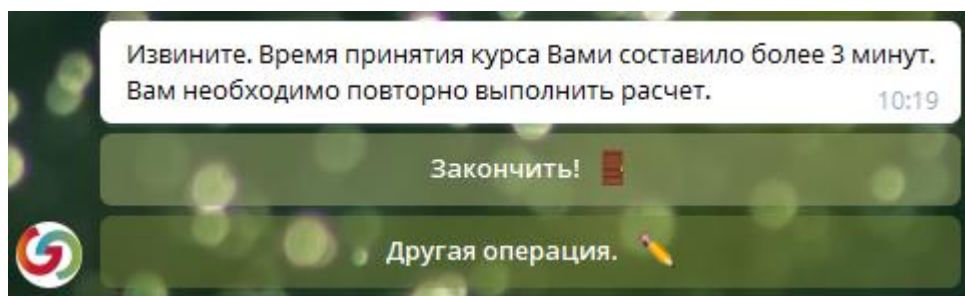 Извините. Время принятия курса Вами составило более 3 минут.
Вам необходимо повторно выполнить расчет.
10:19
Закончить! 🚪
Другая операция. ✏️